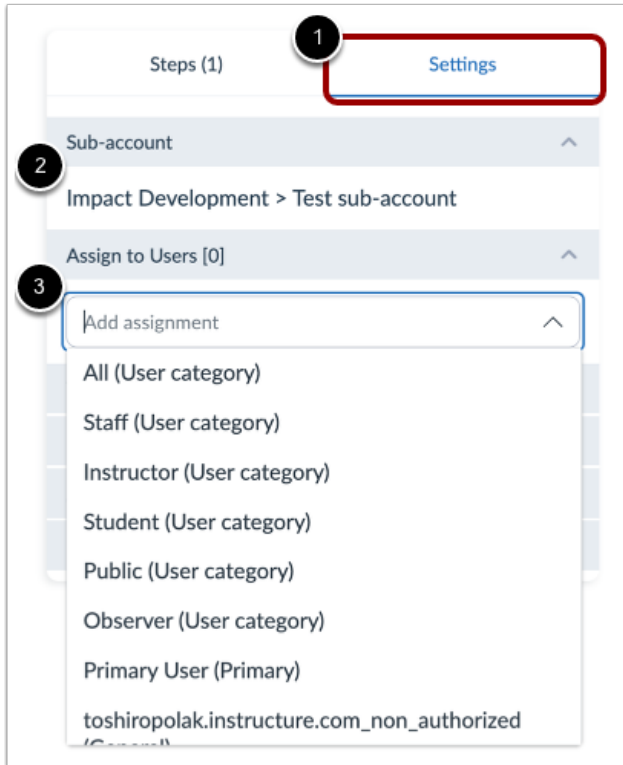 1
Steps (1) Settings
Sub-account
2
Impact Development > Test sub-account
Assign to Users [0]
3
Add assignment
All (User category)
Staff (User category)
Instructor (User category)
Student (User category)
Public (User category)
Observer (User category)
Primary User (Primary)
toshiropolak.instructure.com_non_authorized